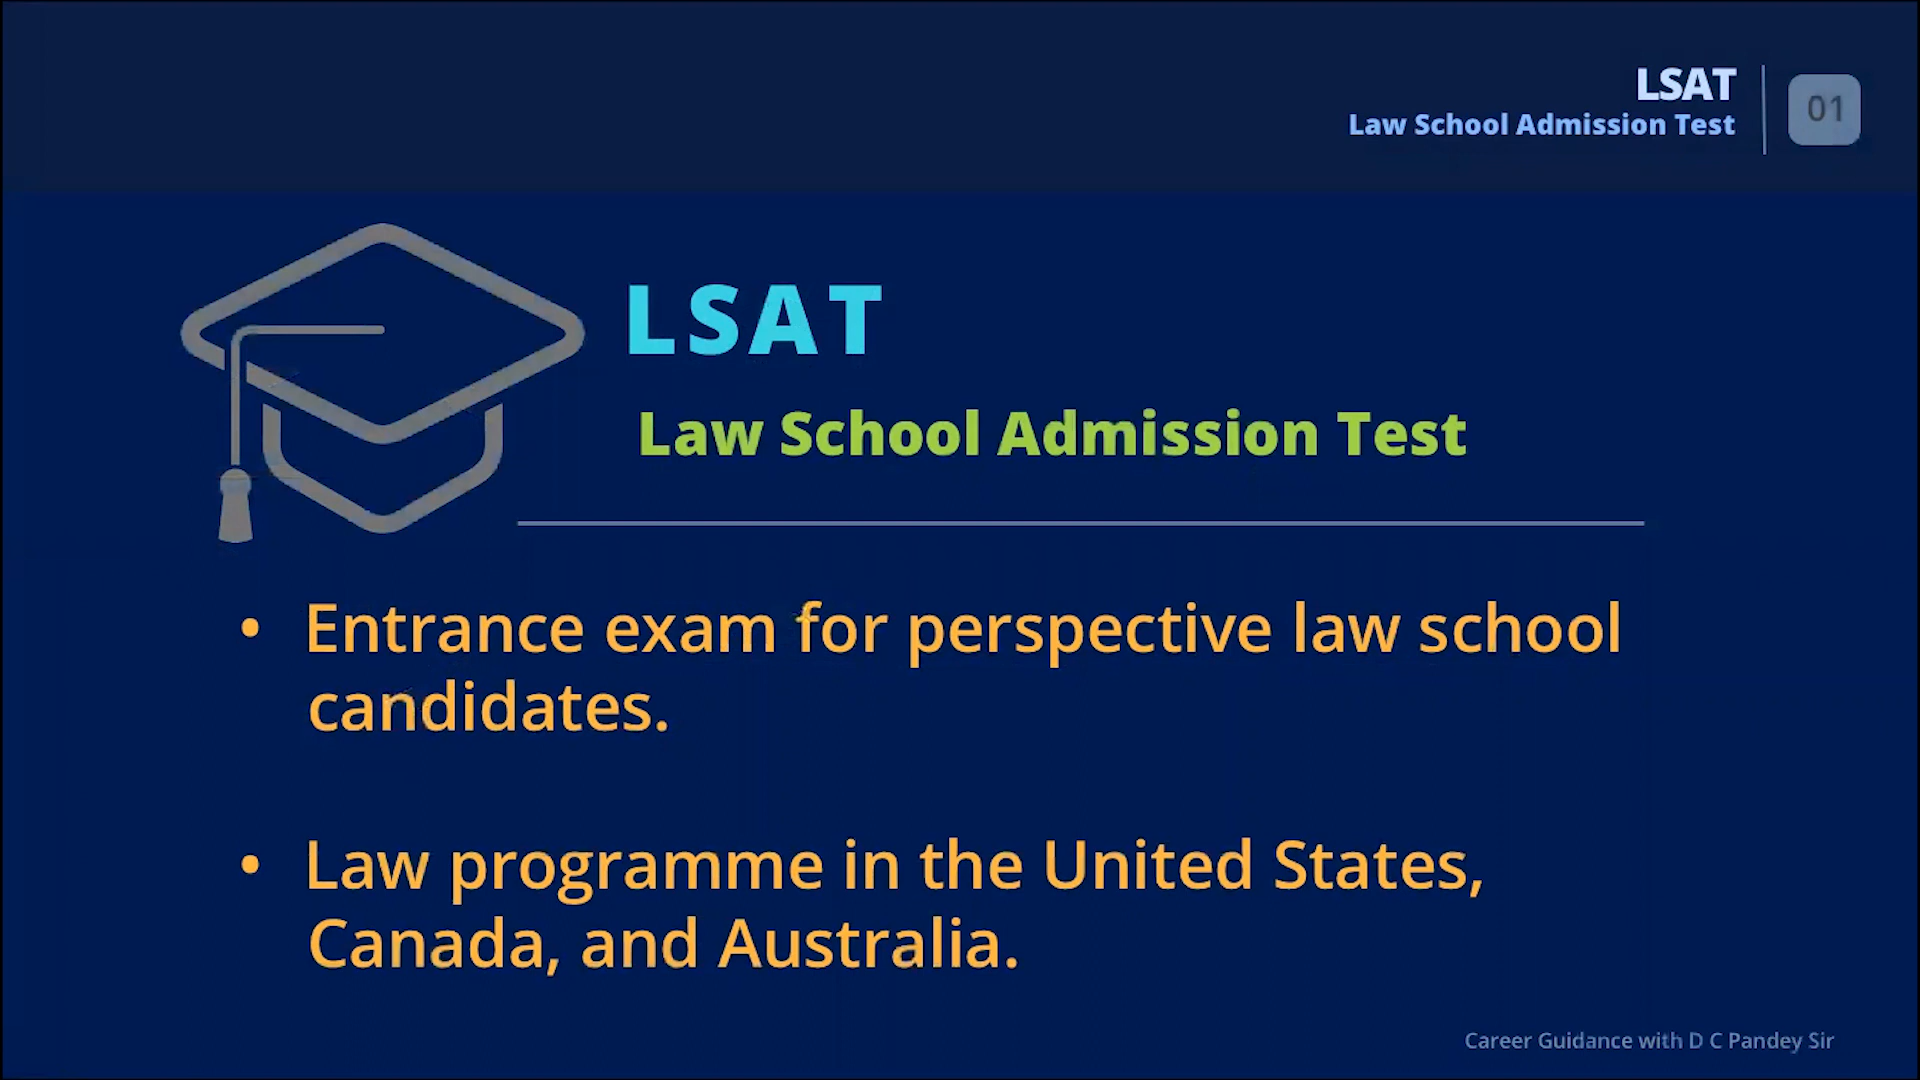 LSAT
Law School Admission Test
01
LSAT
Law School Admission Test
• Entrance exam for perspective law school
candidates.
• Law programme in the United States,
Canada, and Australia.
Career Guidance with D C Pandey Sir